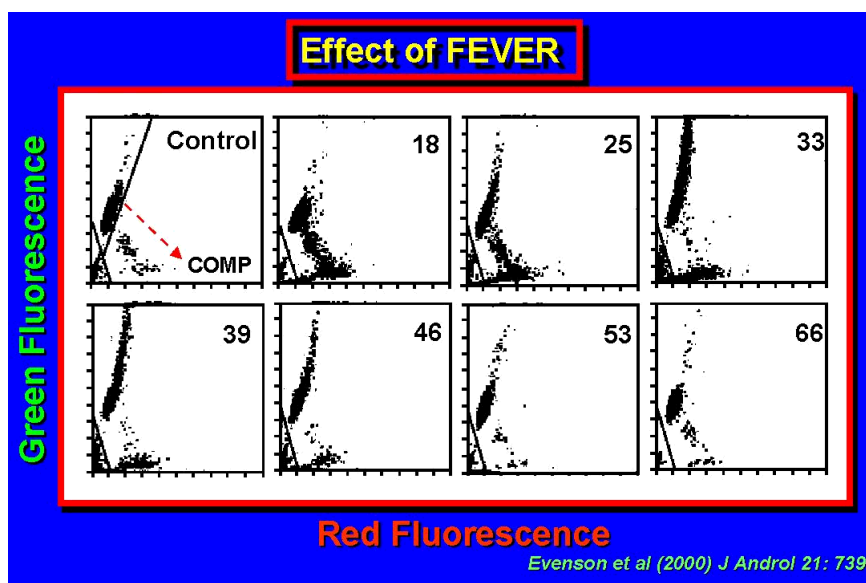 Effect of FEVER
Green Fluorescence
Control
COMP
18
25
33
39
46
53
66
Red Fluorescence
Evenson et al (2000) J Androl 21: 739